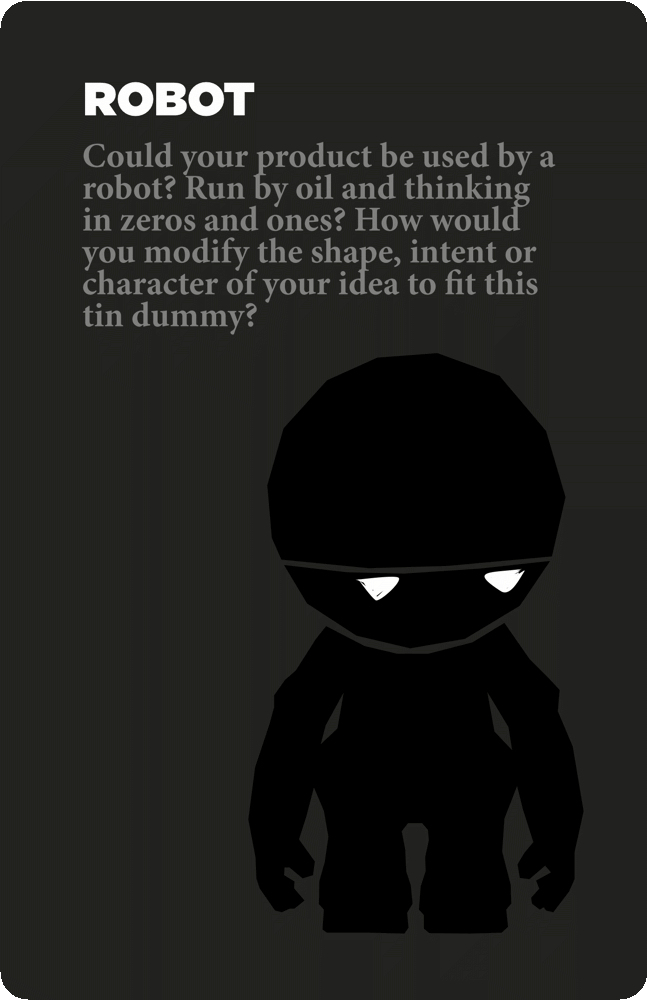 ROBOT
Could your product be used by a
robot? Run by oil and thinking
in zeros and ones? How would
you modify the shape, intent or
character of your idea to fit this
tin dummy?